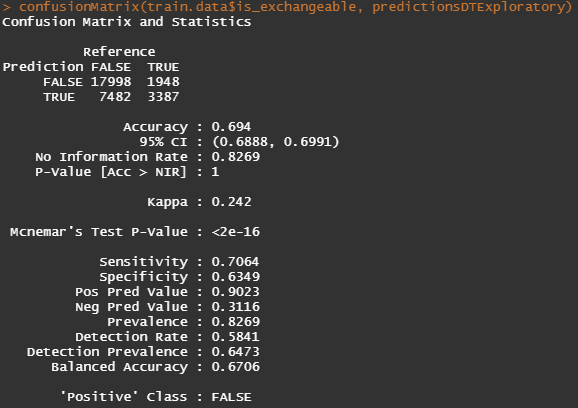 > confusionMatrix(train.data$is_exchangeable, predictionsDTExploratory)
Confusion Matrix and Statistics
Reference
Prediction FALSE TRUE
FALSE 17998 1948
TRUE 7482 3387
Accuracy : 0.694
95% CI : (0.6888, 0.6991)
No Information Rate : 0.8269
P-Value [Acc > NIR] : 1
Kappa : 0.242
Mcnemar's Test P-Value : <2e-16
Sensitivity : 0.7064
Specificity : 0.6349
Pos Pred Value : 0.9023
Neg Pred Value : 0.3116
Prevalence : 0.8269
Detection Rate : 0.5841
Detection Prevalence : 0.6473
Balanced Accuracy : 0.6706
'Positive' Class : FALSE